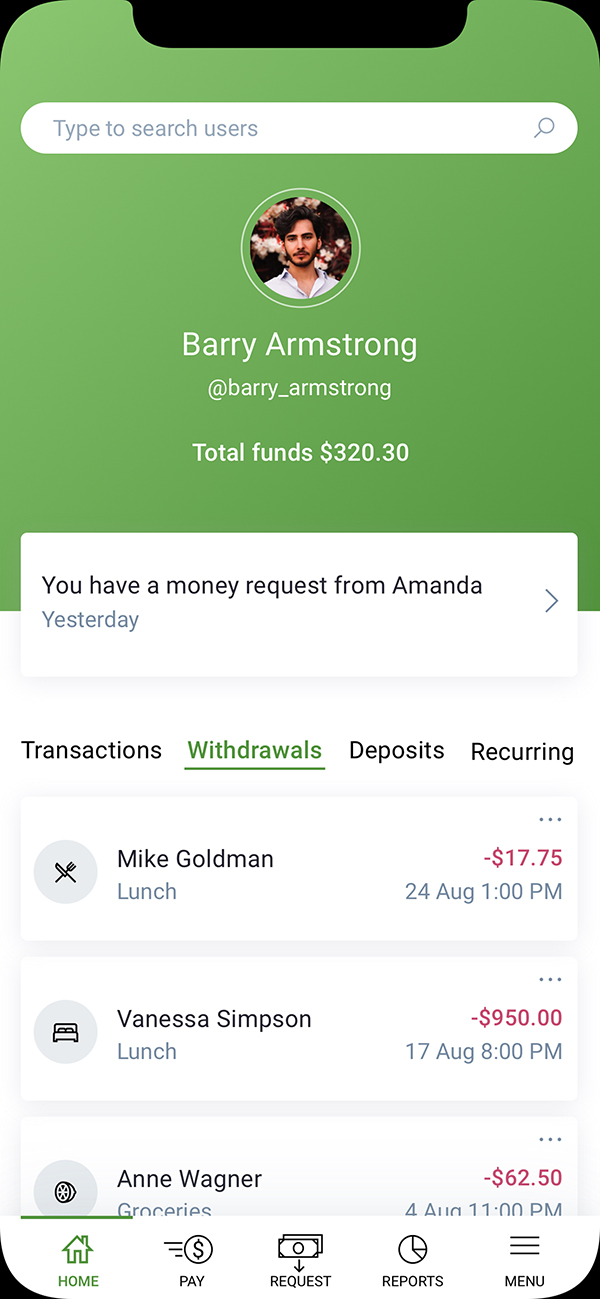 Type to search users
Barry Armstrong
@barry_armstrong
Total funds $320.30
You have a money request from Amanda
Yesterday
Transactions Withdrawals Deposits Recurring
Mike Goldman -$17.75
Lunch 24 Aug 1:00 PM
Vanessa Simpson -$950.00
Lunch 17 Aug 8:00 PM
Anne Wagner -$62.50
Groceries 4 Aug 11:00 PM
HOME PAY REQUEST REPORTS MENU